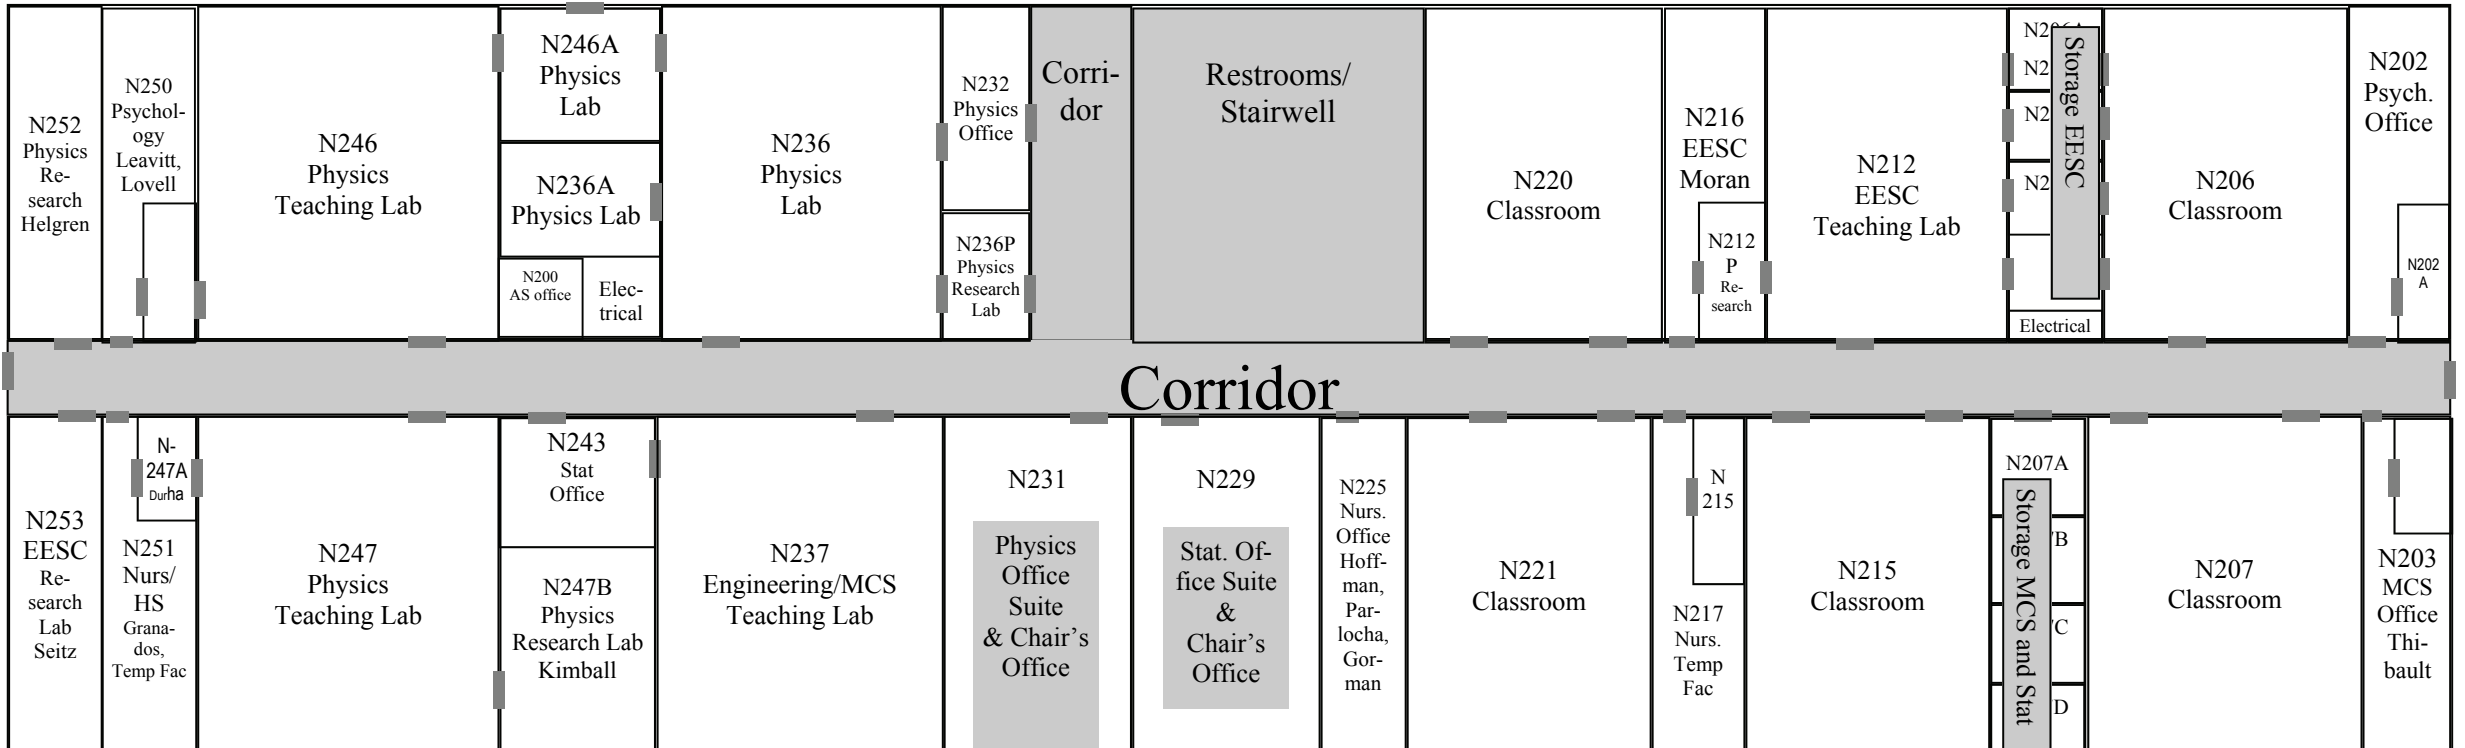 N252
Physics
Re-
search
Helgren
N250
Psychol-
ogy
Leavitt,
Lovell
N246
Physics
Teaching Lab
N246A
Physics
Lab
N236A
Physics Lab
N200
AS office
Elec-
trical
N236
Physics
Lab
N232
Physics
Office
N236P
Physics
Research
Lab
Corri-
dor
Restrooms/
Stairwell
N220
Classroom
N216
EESC
Moran
N212
P
Re-
search
N212
EESC
Teaching Lab
N2
N2
N2
Storage EESC
Electrical
N206
Classroom
N202
Psych.
Office
N202
A
Corridor
N253
EESC
Re-
search
Lab
Seitz
N-
247A
Durha
N251
Nurs/
HS
Grana-
dos,
Temp Fac
N247
Physics
Teaching Lab
N243
Stat
Office
N247B
Physics
Research Lab
Kimball
N237
Engineering/MCS
Teaching Lab
N231
Physics
Office
Suite
& Chair's
Office
N229
Stat. Of-
fice Suite
&
Chair's
Office
N225
Nurs.
Office
Hoff-
man,
Par-
locha,
Gor-
man
N221
Classroom
N
215
N217
Nurs.
Temp
Fac
N215
Classroom
N207A
B
C
D
Storage MCS and Stat
N207
Classroom
N203
MCS
Office
Thi-
bault